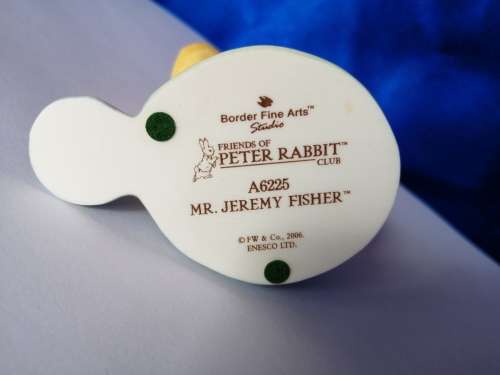 Border Fine Arts™
Studio
FRIENDS OF
PETER RABBIT™
CLUB
A6225
MR. JEREMY FISHER™
© FW & Co., 2006.
ENESCO LTD.